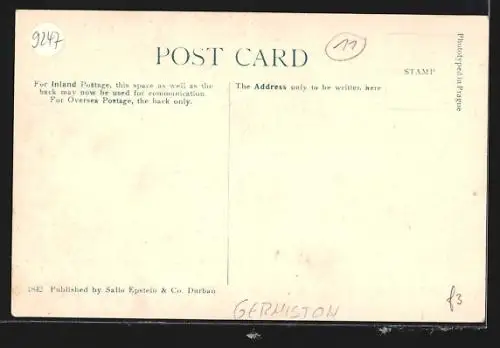 9247
POST CARD
11
STAMP
Phototyped in Prague
For Inland Postage, this space as well as the
back may now be used for communication.
For Oversea Postage, the back only.
The Address only to be written here
1842 Published by Sallo Epstein & Co. Durban
GERMISTON
f3